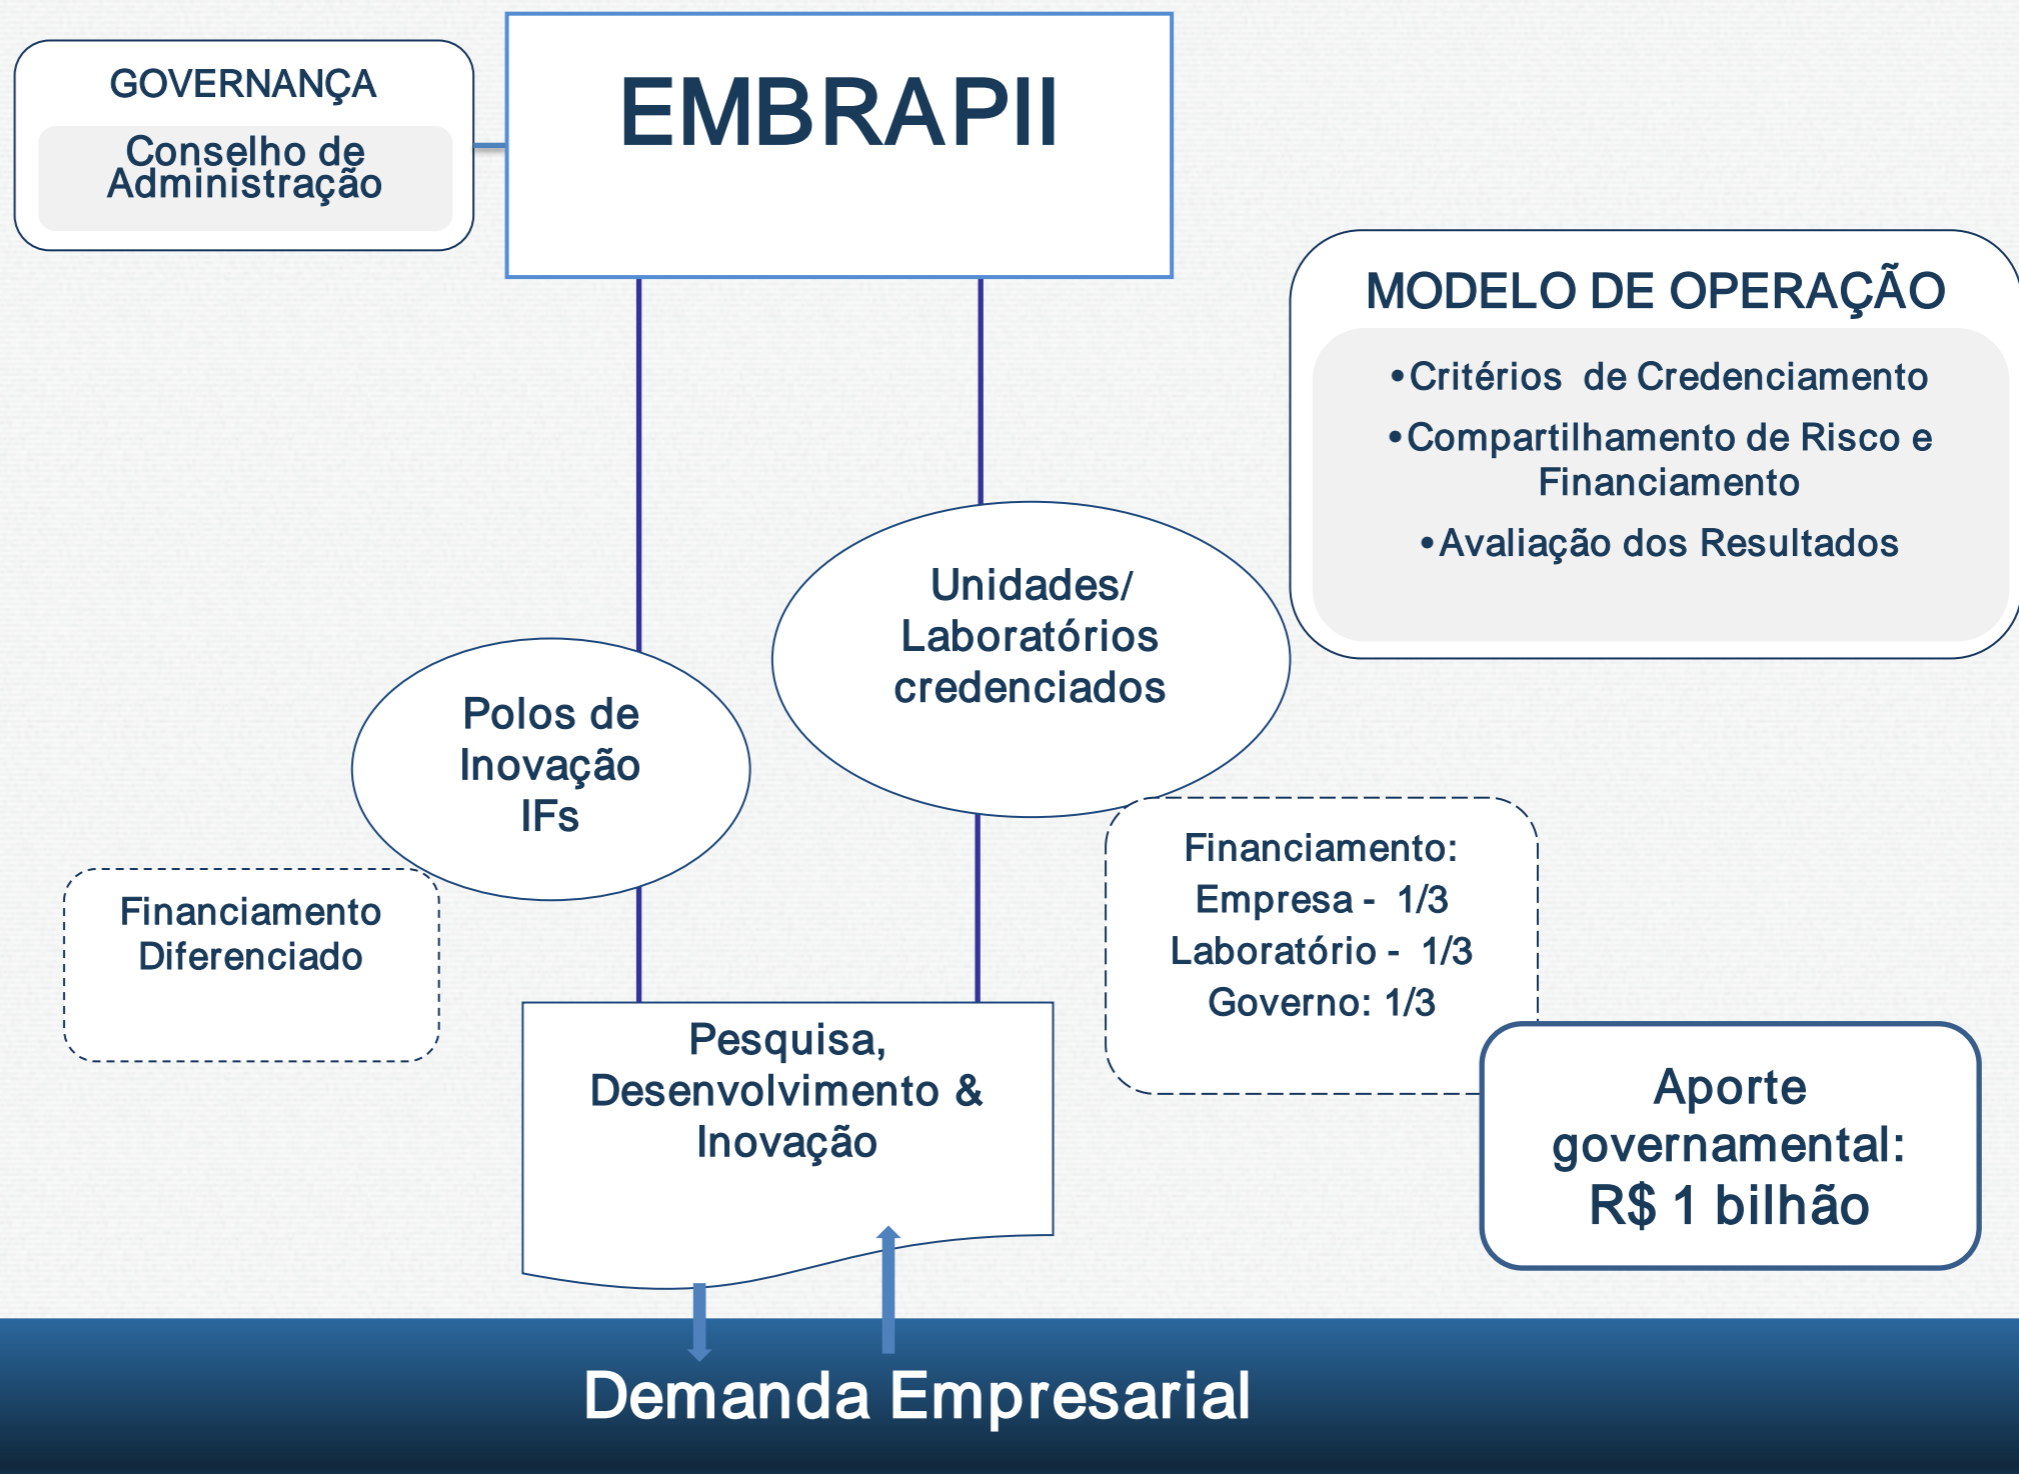 GOVERNANÇA
Conselho de
Administração
EMBRAPII
MODELO DE OPERAÇÃO
•Critérios de Credenciamento
•Compartilhamento de Risco e
Financiamento
•Avaliação dos Resultados
Unidades/
Laboratórios
credenciados
Polos de
Inovação
IFs
Financiamento
Diferenciado
Financiamento:
Empresa - 1/3
Laboratório - 1/3
Governo: 1/3
Pesquisa,
Desenvolvimento &
Inovação
Aporte
governamental:
R$ 1 bilhão
Demanda Empresarial